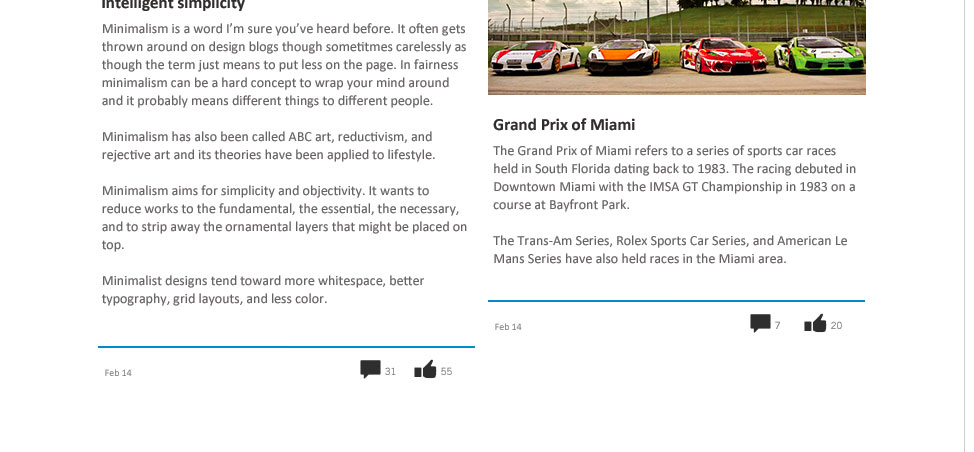 Intelligent simplicity
Minimalism is a word I'm sure you've heard before. It often gets
thrown around on design blogs though sometitmes carelessly as
though the term just means to put less on the page. In fairness
minimalism can be a hard concept to wrap your mind around
and it probably means different things to different people.
Minimalism has also been called ABC art, reductivism, and
rejective art and its theories have been applied to lifestyle.
Minimalism aims for simplicity and objectivity. It wants to
reduce works to the fundamental, the essential, the necessary,
and to strip away the ornamental layers that might be placed on
top.
Minimalist designs tend toward more whitespace, better
typography, grid layouts, and less color.
Feb 14
31
55
Grand Prix of Miami
The Grand Prix of Miami refers to a series of sports car races
held in South Florida dating back to 1983. The racing debuted in
Downtown Miami with the IMSA GT Championship in 1983 on a
course at Bayfront Park.
The Trans-Am Series, Rolex Sports Car Series, and American Le
Mans Series have also held races in the Miami area.
Feb 14
7
20